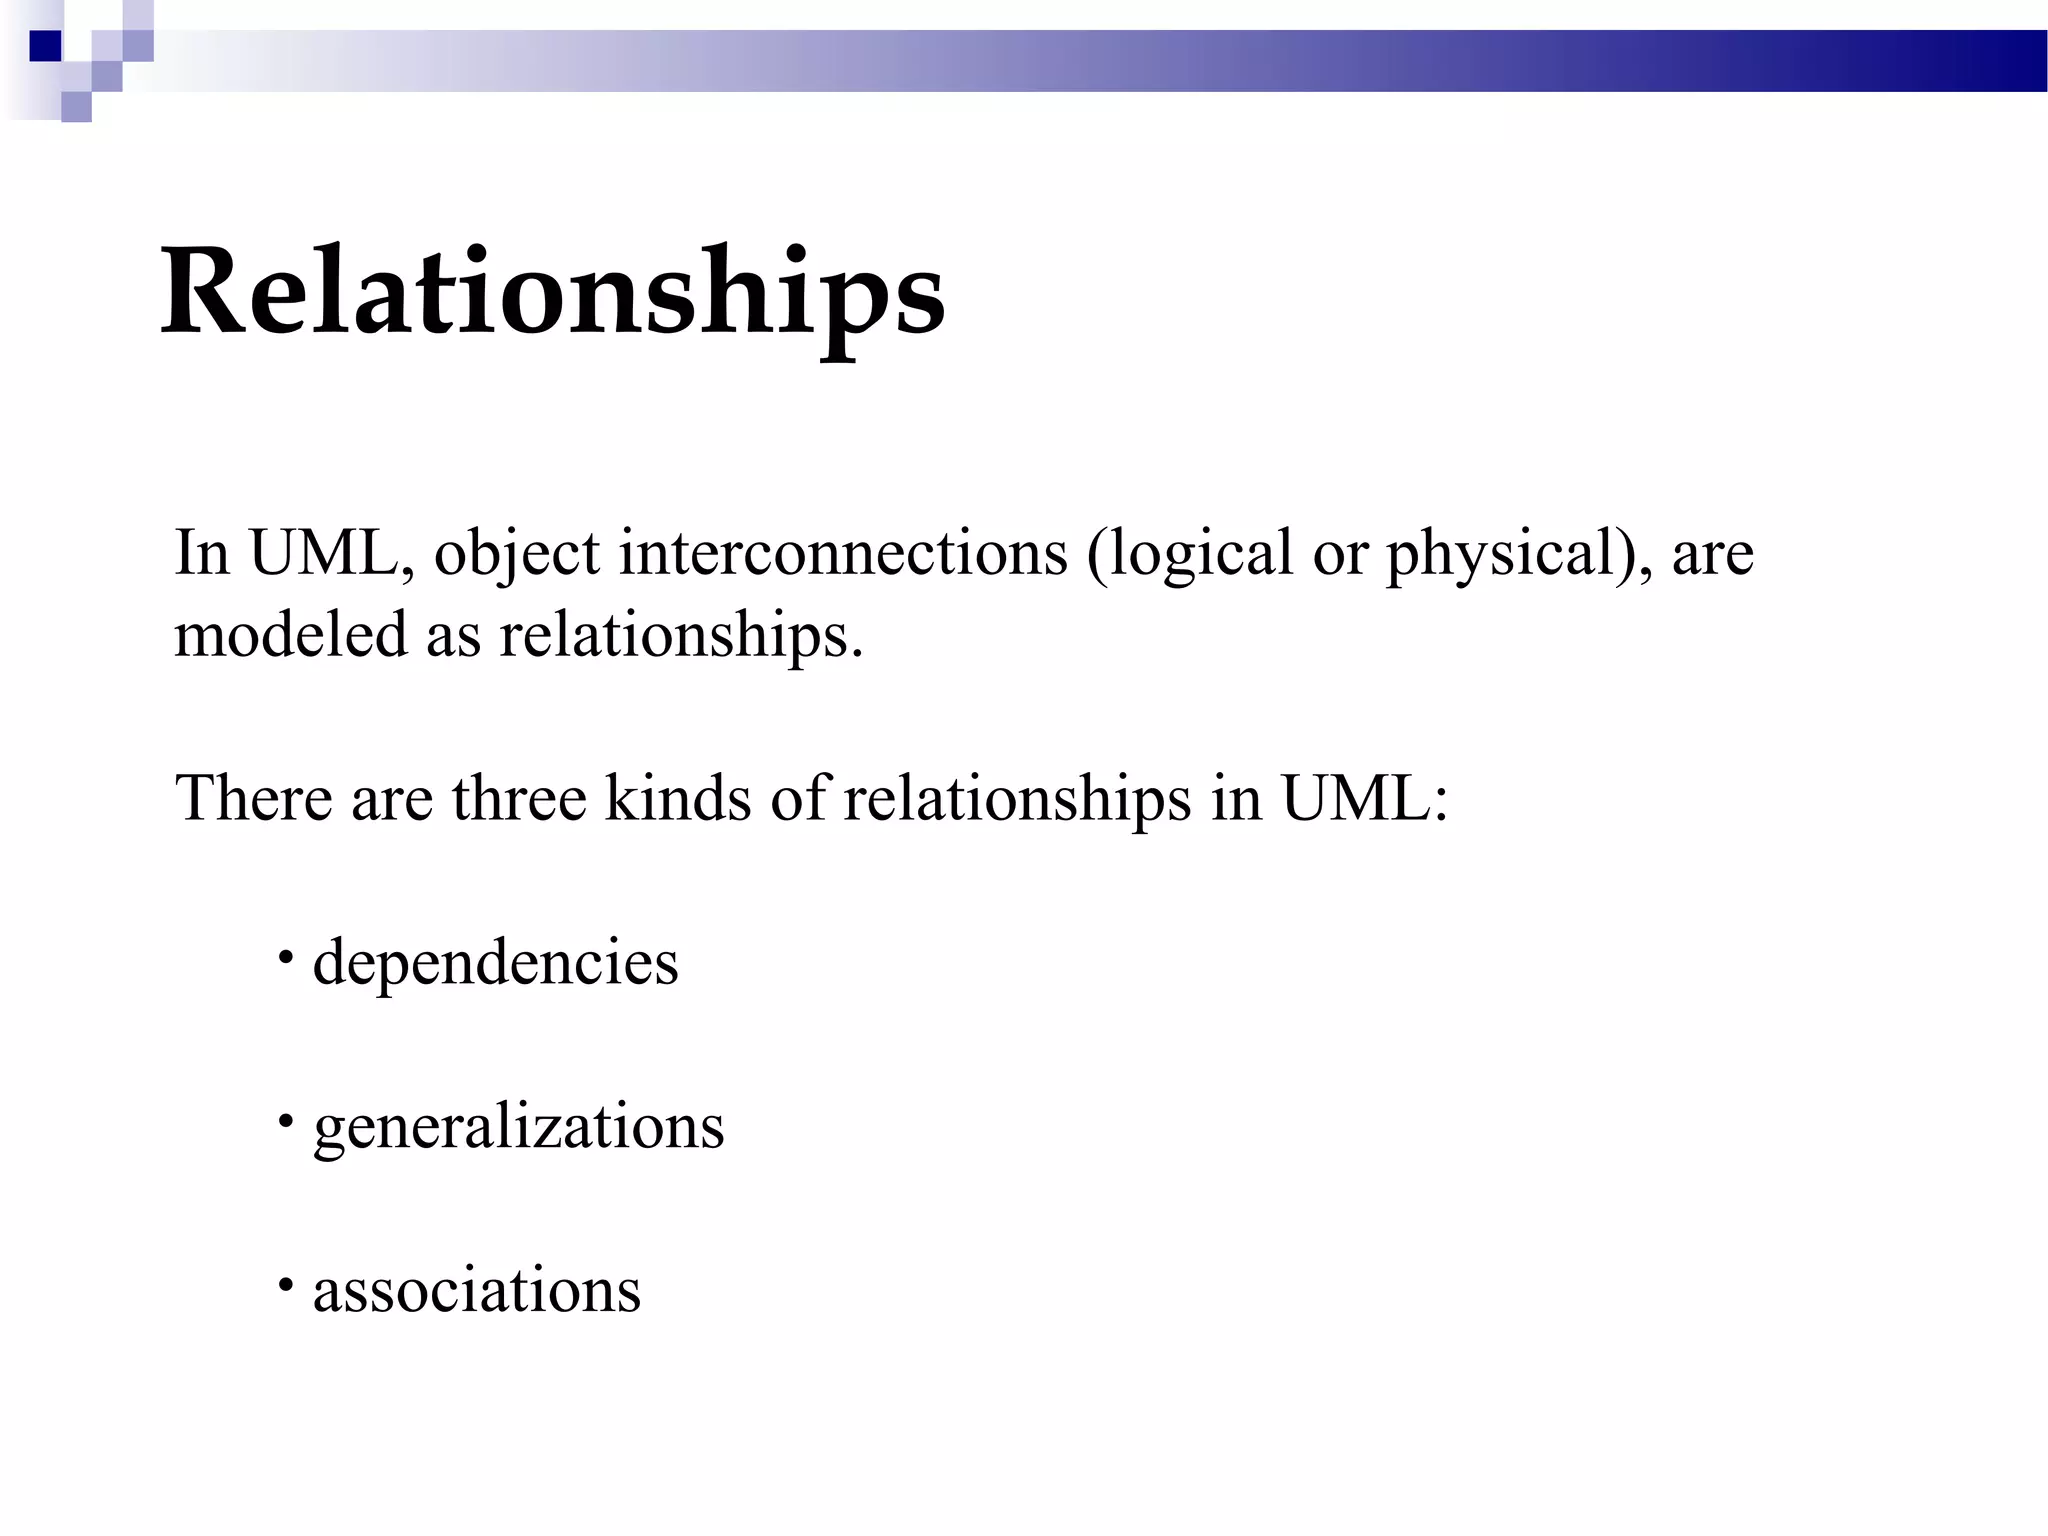 Relationships
In UML, object interconnections (logical or physical), are
modeled as relationships.
There are three kinds of relationships in UML:
• dependencies
• generalizations
• associations